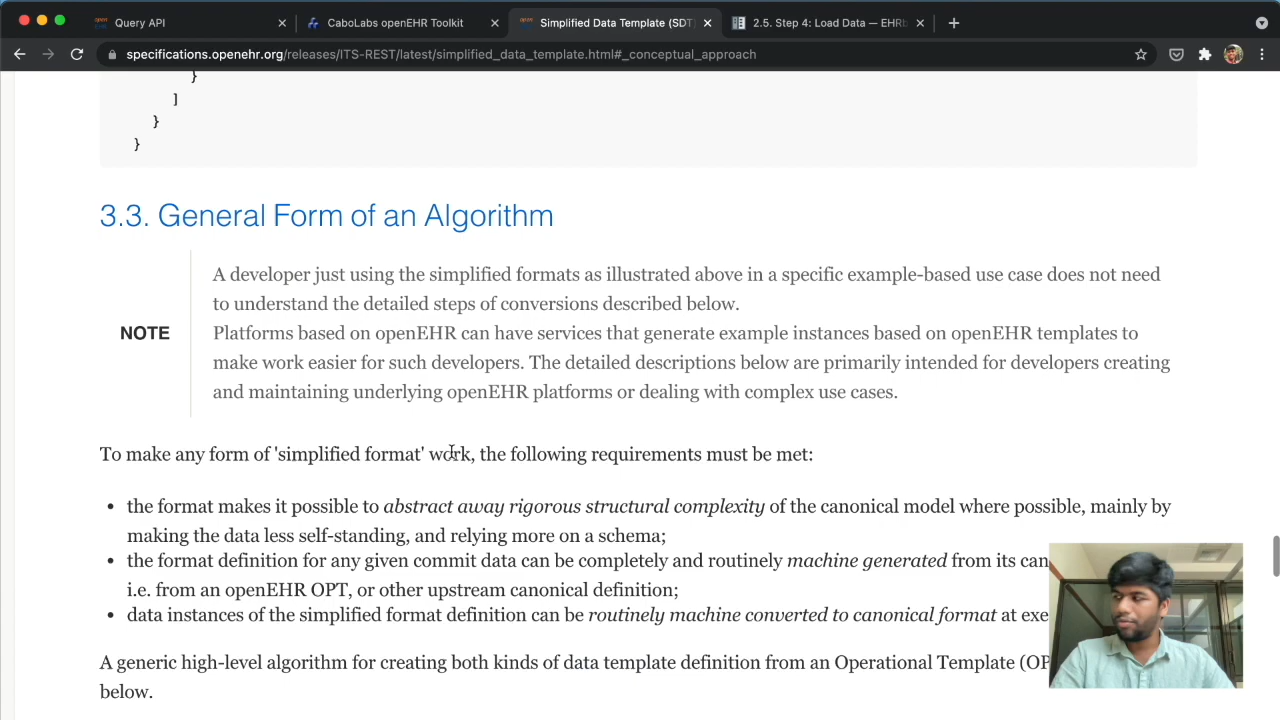 Query API
CaboLabs openEHR Toolkit
Simplified Data Template (SDT)
2.5. Step 4: Load Data — EHRb
specifications.openehr.org/releases/ITS-REST/latest/simplified_data_template.html#_conceptual_approach
}
]
}
}
3.3. General Form of an Algorithm
NOTE
A developer just using the simplified formats as illustrated above in a specific example-based use case does not need
to understand the detailed steps of conversions described below.
Platforms based on openEHR can have services that generate example instances based on openEHR templates to
make work easier for such developers. The detailed descriptions below are primarily intended for developers creating
and maintaining underlying openEHR platforms or dealing with complex use cases.
To make any form of 'simplified format' work, the following requirements must be met:
• the format makes it possible to abstract away rigorous structural complexity of the canonical model where possible, mainly by
making the data less self-standing, and relying more on a schema;
• the format definition for any given commit data can be completely and routinely machine generated from its can
i.e. from an openEHR OPT, or other upstream canonical definition;
• data instances of the simplified format definition can be routinely machine converted to canonical format at exe
A generic high-level algorithm for creating both kinds of data template definition from an Operational Template (OP
below.